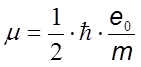 μ = 1/2 · ħ · e₀/m